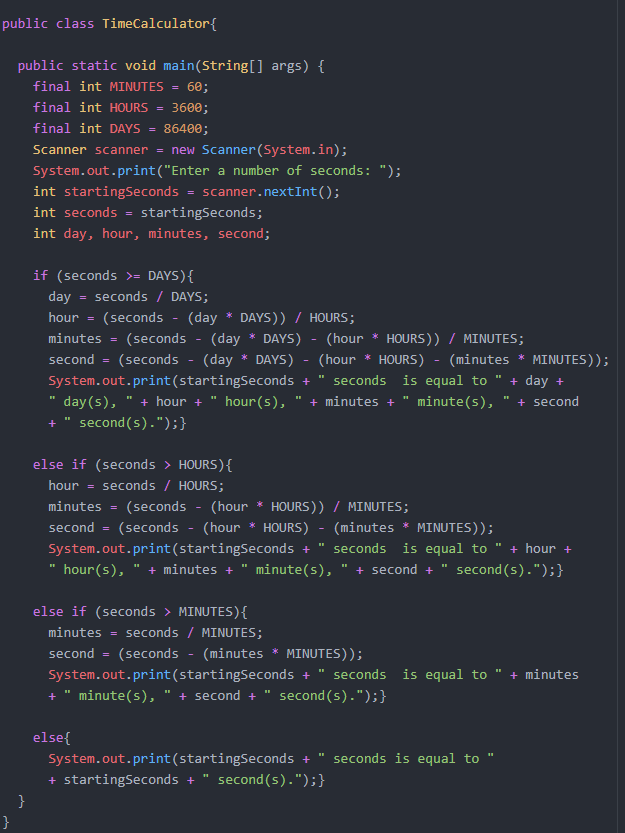 public class TimeCalculator{
public static void main(String[] args) {
final int MINUTES = 60;
final int HOURS = 3600;
final int DAYS = 86400;
Scanner scanner = new Scanner(System.in);
System.out.print("Enter a number of seconds: ");
int startingSeconds = scanner.nextInt();
int seconds = startingSeconds;
int day, hour, minutes, second;
if (seconds >= DAYS){
day = seconds / DAYS;
hour = (seconds - (day * DAYS)) / HOURS;
minutes = (seconds - (day * DAYS) - (hour * HOURS)) / MINUTES;
second = (seconds - (day * DAYS) - (hour * HOURS) - (minutes * MINUTES));
System.out.print(startingSeconds + " seconds  is equal to " + day +
" day(s), " + hour + " hour(s), " + minutes + " minute(s), " + second
+ " second(s).");}
else if (seconds > HOURS){
hour = seconds / HOURS;
minutes = (seconds - (hour * HOURS)) / MINUTES;
second = (seconds - (hour * HOURS) - (minutes * MINUTES));
System.out.print(startingSeconds + " seconds  is equal to " + hour +
" hour(s), " + minutes + " minute(s), " + second + " second(s).");}
else if (seconds > MINUTES){
minutes = seconds / MINUTES;
second = (seconds - (minutes * MINUTES));
System.out.print(startingSeconds + " seconds  is equal to " + minutes
+ " minute(s), " + second + " second(s).");}
else{
System.out.print(startingSeconds + " seconds is equal to "
+ startingSeconds + " second(s).");}
}
}